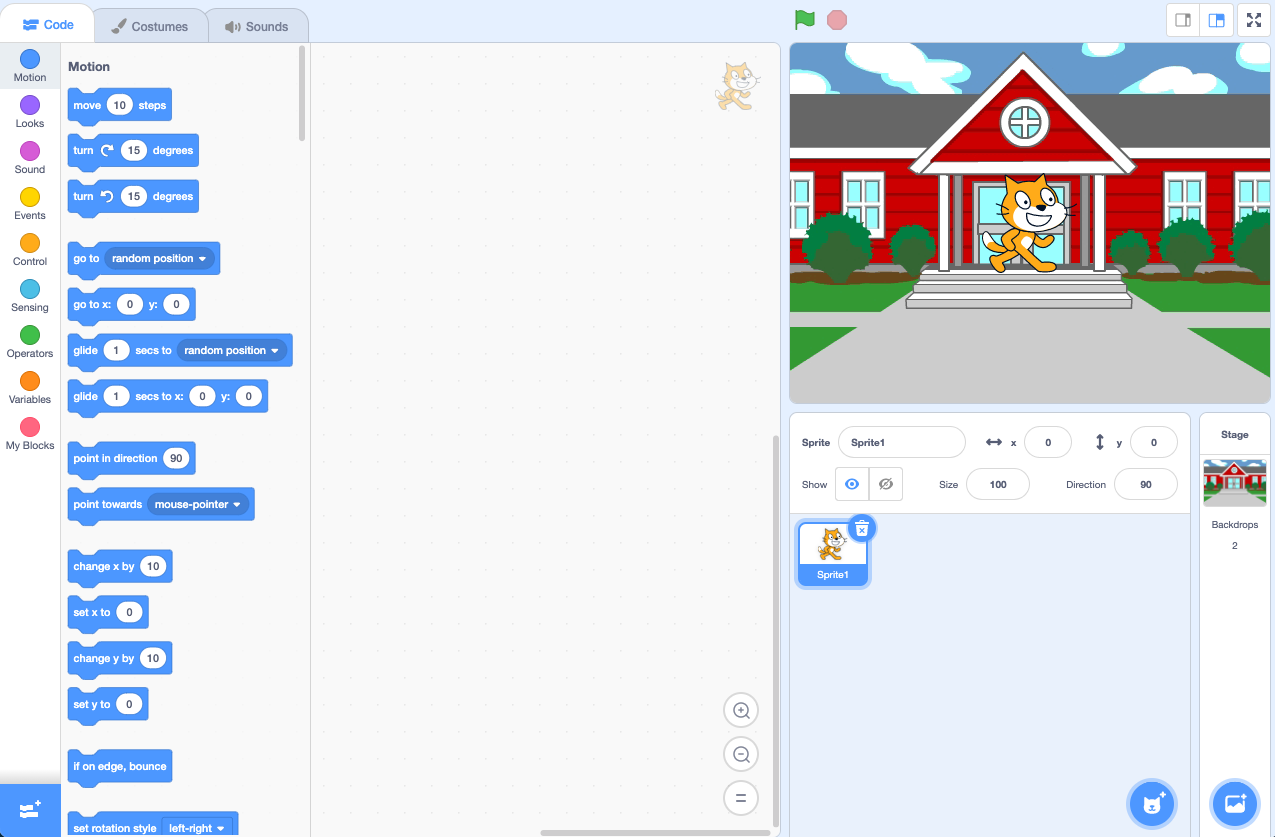 Code
Costumes
Sounds
Motion
Looks
Sound
Events
Control
Sensing
Operators
Variables
My Blocks
Motion
move 10 steps
turn 15 degrees
turn 15 degrees
go to random position
go to x: 0 y: 0
glide 1 secs to random position
glide 1 secs to x: 0 y: 0
point in direction 90
point towards mouse-pointer
change x by 10
set x to 0
change y by 10
set y to 0
if on edge, bounce
set rotation style left-right
Sprite Sprite1 x 0 y 0
Show Size 100 Direction 90
Sprite1
Stage
Backdrops
2